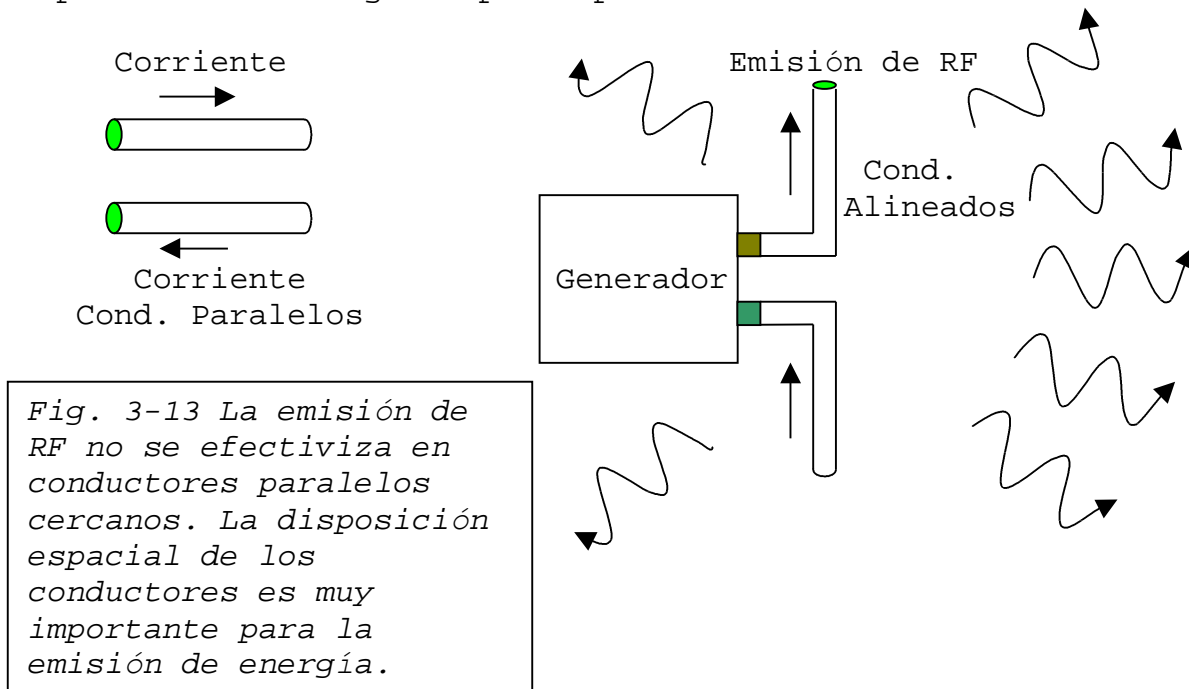 Corriente
Corriente
Cond. Paralelos
Emisión de RF
Cond.
Alineados
Generador
Fig. 3-13 La emisión de
RF no se efectiviza en
conductores paralelos
cercanos. La disposición
espacial de los
conductores es muy
importante para la
emisión de energía.